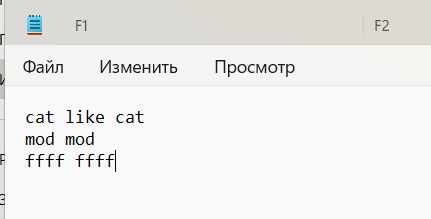 F1 F2
Файл Изменить Просмотр
cat like cat
mod mod
ffff ffff